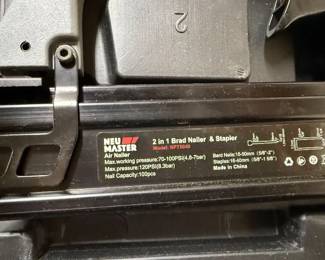 NEU
MASTER
2 in 1 Brad Nailer & Stapler
Model: NPT5040
Air Nailer
Max.working pressure:70-100PSI(4.8-7bar)
Max.pressure:120PSI(8.3bar)
Nail Capacity:100pcs
Bard Nails:15-50mm (5/8"-2")
Staples:16-40mm (5/8"-1 5/8")
Made in China